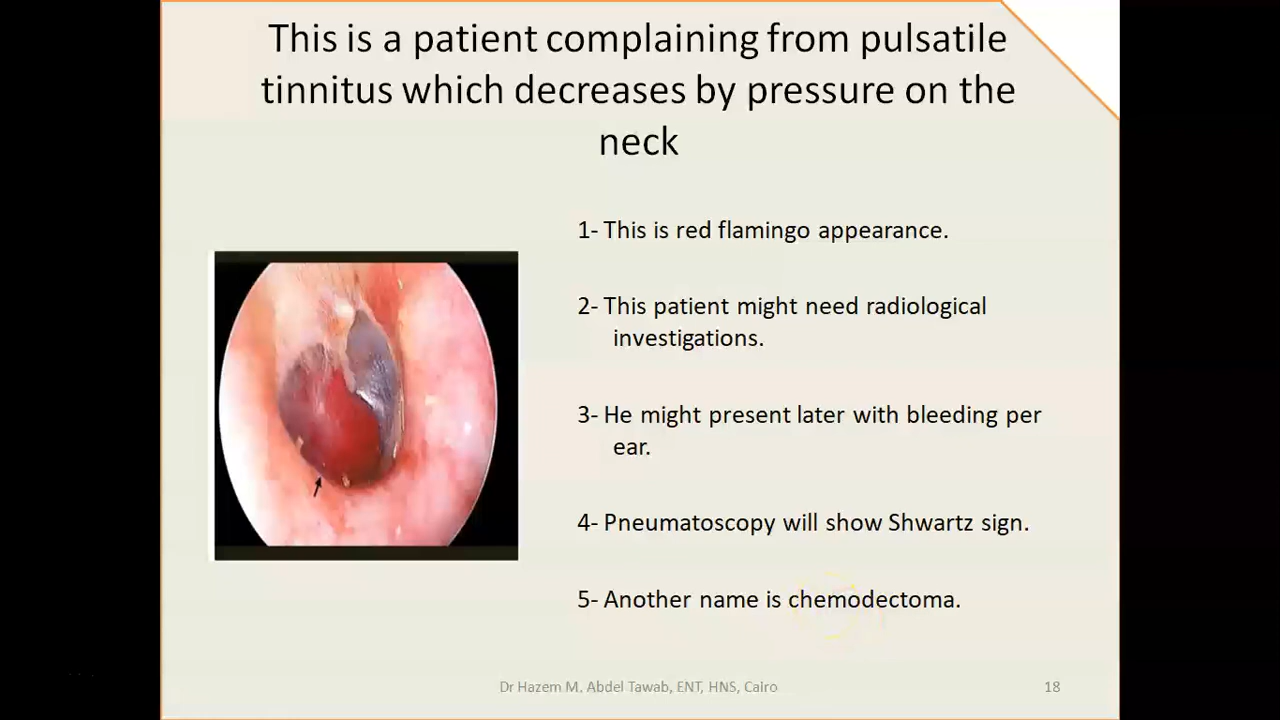 This is a patient complaining from pulsatile
tinnitus which decreases by pressure on the
neck
1- This is red flamingo appearance.
2- This patient might need radiological
investigations.
3- He might present later with bleeding per
ear.
4- Pneumatoscopy will show Shwartz sign.
5- Another name is chemodectoma.
Dr Hazem M. Abdel Tawab, ENT, HNS, Cairo
18